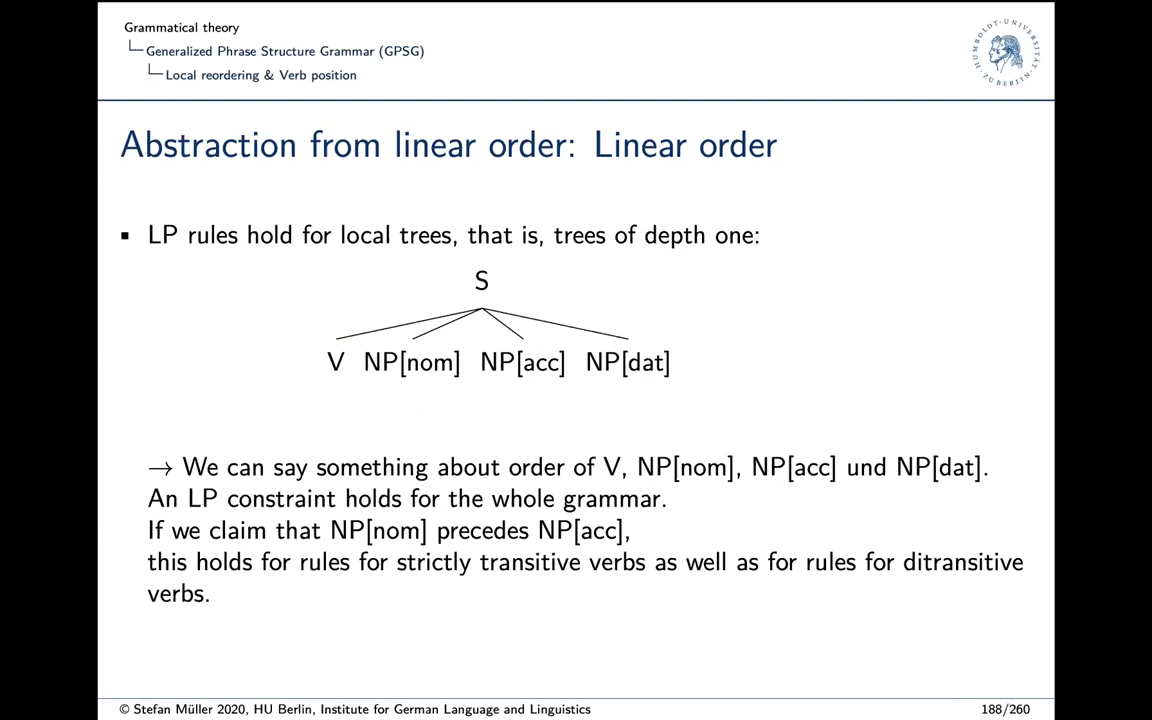 Grammatical theory
Generalized Phrase Structure Grammar (GPSG)
Local reordering & Verb position
HUMBOLDT-UNIVERSITÄT ZU BERLIN
Abstraction from linear order: Linear order
▪ LP rules hold for local trees, that is, trees of depth one:
S
V NP[nom] NP[acc] NP[dat]
→ We can say something about order of V, NP[nom], NP[acc] und NP[dat].
An LP constraint holds for the whole grammar.
If we claim that NP[nom] precedes NP[acc],
this holds for rules for strictly transitive verbs as well as for rules for ditransitive
verbs.
© Stefan Müller 2020, HU Berlin, Institute for German Language and Linguistics
188/260